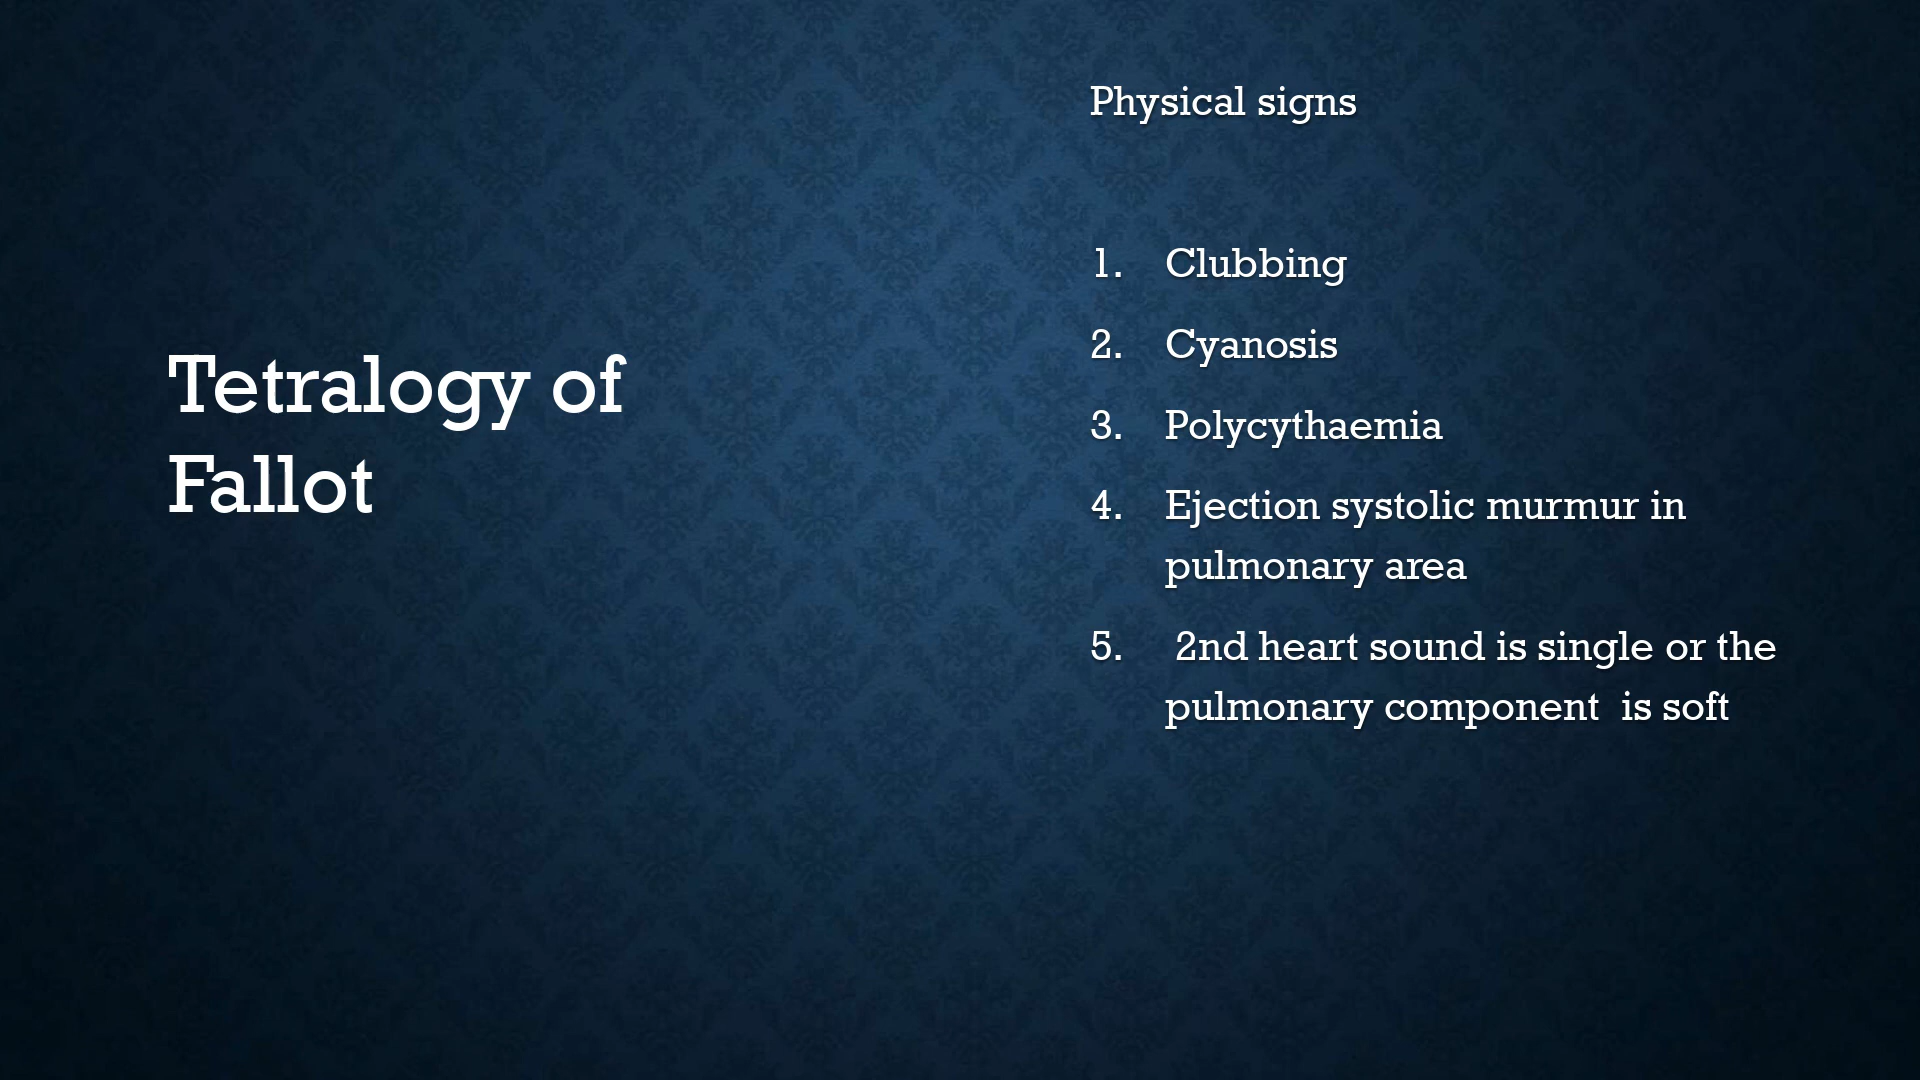 Tetralogy of
Fallot
Physical signs
1. Clubbing
2. Cyanosis
3. Polycythaemia
4. Ejection systolic murmur in
pulmonary area
5. 2nd heart sound is single or the
pulmonary component is soft